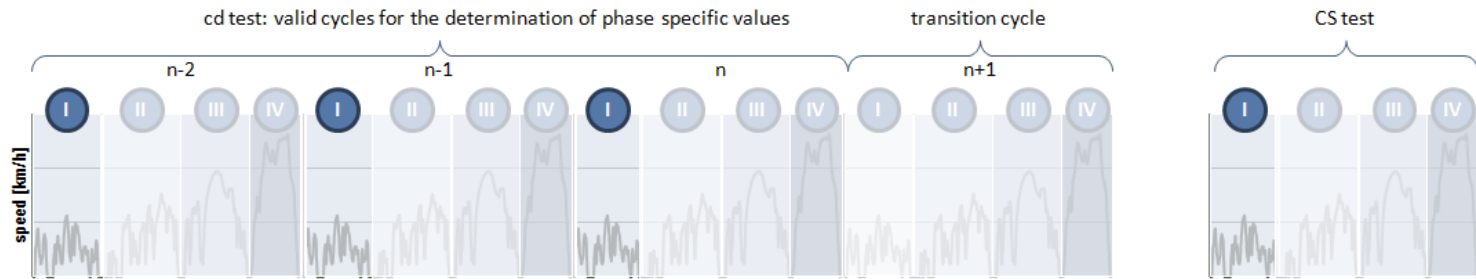 cd test: valid cycles for the determination of phase specific values transition cycle CS test
n-2 n-1 n n+1
I II III IV I II III IV I II III IV I II III IV I II III IV
speed [km/h]